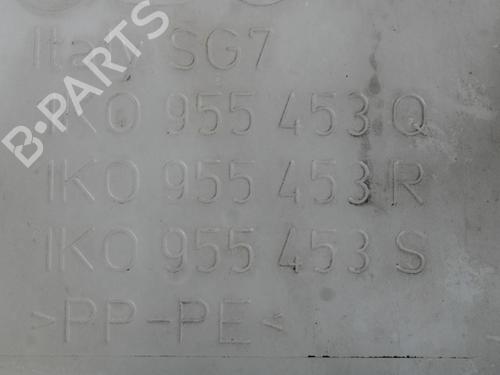 Italy SG7
1K0 955 453 Q
1K0 955 453 R
1K0 955 453 S
>PP-PE<
B-PARTS